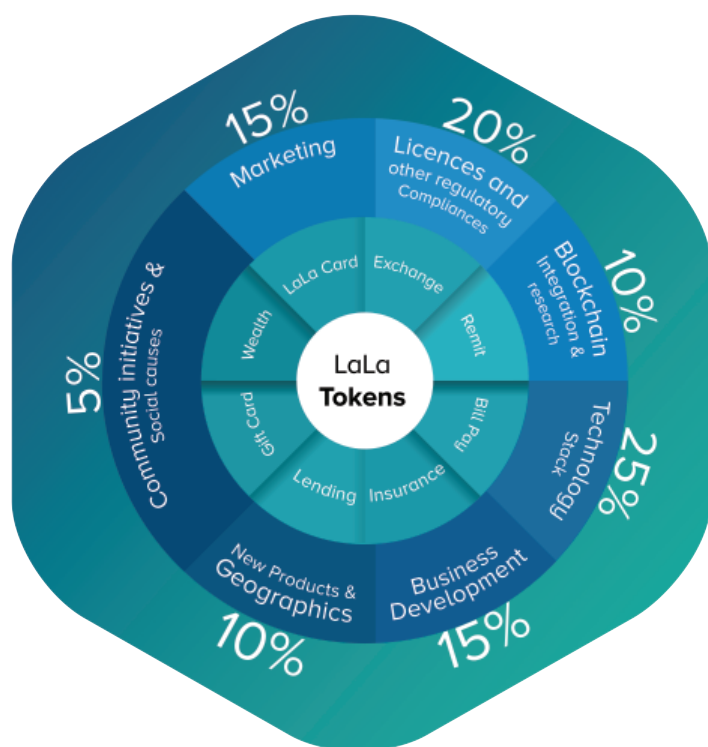 15%
Marketing
20%
Licences and
other regulatory
Compliances
10%
Blockchain
Integration &
research
25%
Technology
Stack
15%
Business
Development
10%
New Products &
Geographics
5%
Community initiatives &
Social causes
LaLa Card
Exchange
Remit
Bill Pay
Insurance
Lending
Gift Card
Wealth
LaLa
Tokens